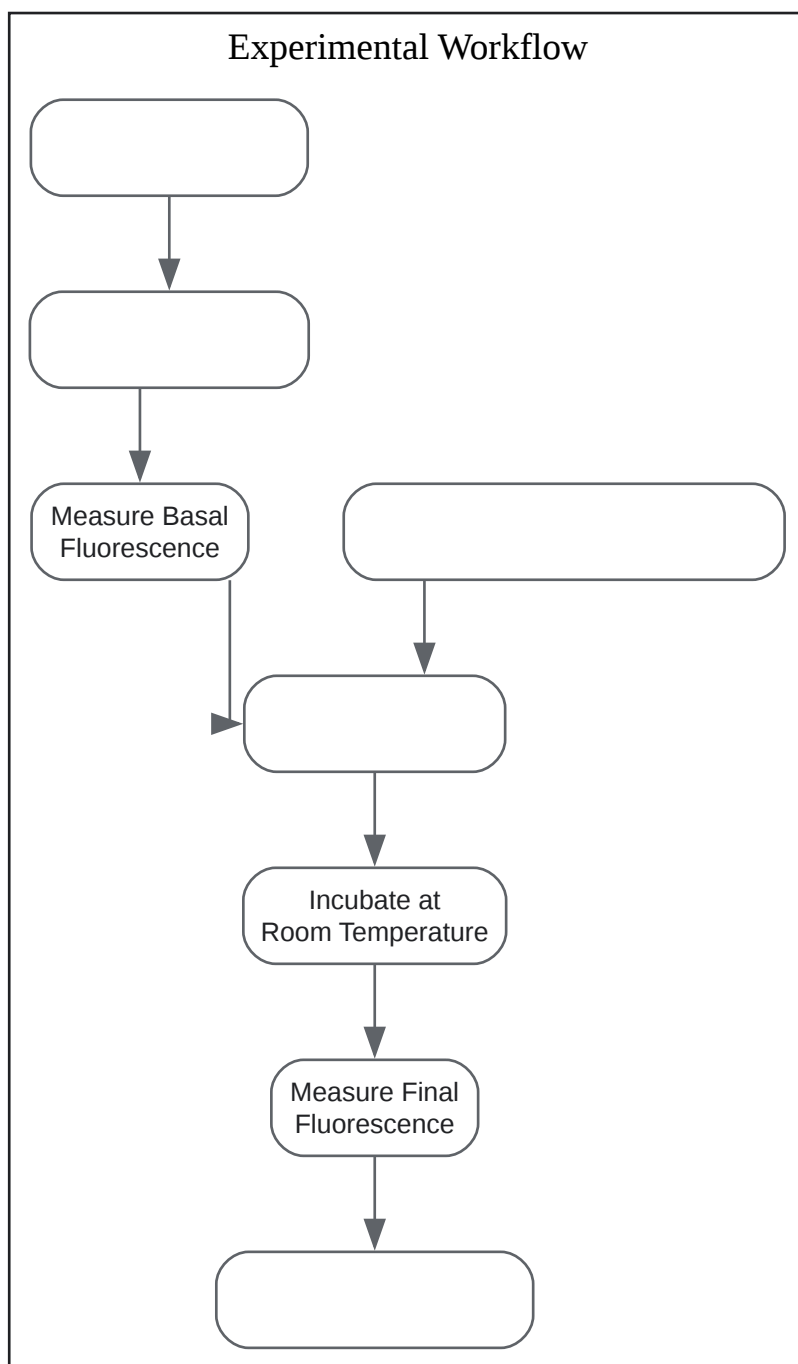 Experimental Workflow
Measure Basal
Fluorescence
Incubate at
Room Temperature
Measure Final
Fluorescence